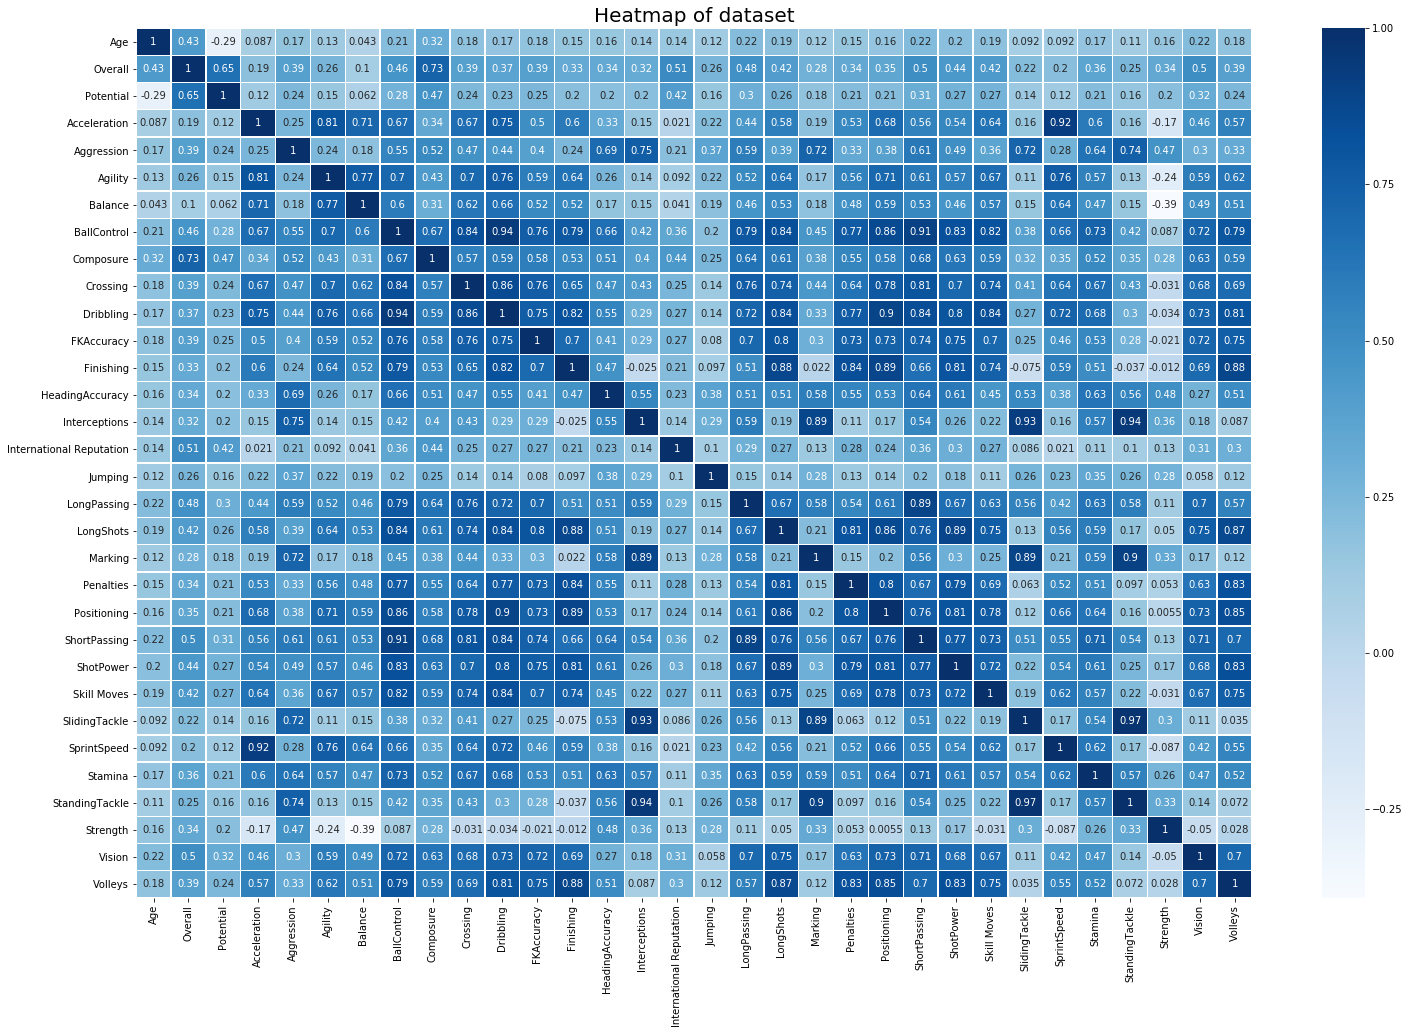 Heatmap of dataset
Age 1 0.43 -0.29 0.087 0.17 0.13 0.043 0.21 0.32 0.18 0.17 0.18 0.15 0.16 0.14 0.14 0.12 0.22 0.19 0.12 0.15 0.16 0.22 0.2 0.19 0.092 0.092 0.17 0.11 0.16 0.22 0.18
Overall 0.43 1 0.65 0.19 0.39 0.26 0.1 0.46 0.73 0.39 0.37 0.39 0.33 0.34 0.32 0.51 0.26 0.48 0.42 0.28 0.34 0.35 0.5 0.44 0.42 0.22 0.2 0.36 0.25 0.34 0.5 0.39
Potential -0.29 0.65 1 0.12 0.24 0.15 0.062 0.28 0.47 0.24 0.23 0.25 0.2 0.2 0.2 0.42 0.16 0.3 0.26 0.18 0.21 0.21 0.31 0.27 0.27 0.14 0.12 0.21 0.16 0.2 0.32 0.24
Acceleration 0.087 0.19 0.12 1 0.25 0.81 0.71 0.67 0.34 0.67 0.75 0.5 0.6 0.33 0.15 0.021 0.22 0.44 0.58 0.19 0.53 0.68 0.56 0.54 0.64 0.16 0.92 0.6 0.16 -0.17 0.46 0.57
Aggression 0.17 0.39 0.24 0.25 1 0.24 0.18 0.55 0.52 0.47 0.44 0.4 0.24 0.69 0.75 0.21 0.37 0.59 0.39 0.72 0.33 0.38 0.61 0.49 0.36 0.72 0.28 0.64 0.74 0.47 0.3 0.33
Agility 0.13 0.26 0.15 0.81 0.24 1 0.77 0.7 0.43 0.7 0.76 0.59 0.64 0.26 0.14 0.092 0.22 0.52 0.64 0.17 0.56 0.71 0.61 0.57 0.67 0.11 0.76 0.57 0.13 -0.24 0.59 0.62
Balance 0.043 0.1 0.062 0.71 0.18 0.77 1 0.6 0.31 0.62 0.66 0.52 0.52 0.17 0.15 0.041 0.19 0.46 0.53 0.18 0.48 0.59 0.53 0.46 0.57 0.15 0.64 0.47 0.15 -0.39 0.49 0.51
BallControl 0.21 0.46 0.28 0.67 0.55 0.7 0.6 1 0.67 0.84 0.94 0.76 0.79 0.66 0.42 0.36 0.2 0.79 0.84 0.45 0.77 0.86 0.91 0.83 0.82 0.38 0.66 0.73 0.42 0.087 0.72 0.79
Composure 0.32 0.73 0.47 0.34 0.52 0.43 0.31 0.67 1 0.57 0.59 0.58 0.53 0.51 0.4 0.44 0.25 0.64 0.61 0.38 0.55 0.58 0.68 0.63 0.59 0.32 0.35 0.52 0.35 0.28 0.63 0.59
Crossing 0.18 0.39 0.24 0.67 0.47 0.7 0.62 0.84 0.57 1 0.86 0.76 0.65 0.47 0.43 0.25 0.14 0.76 0.74 0.44 0.64 0.78 0.81 0.7 0.74 0.41 0.64 0.67 0.43 -0.031 0.68 0.69
Dribbling 0.17 0.37 0.23 0.75 0.44 0.76 0.66 0.94 0.59 0.86 1 0.75 0.82 0.55 0.29 0.27 0.14 0.72 0.84 0.33 0.77 0.9 0.84 0.8 0.84 0.27 0.72 0.68 0.3 -0.034 0.73 0.81
FKAccuracy 0.18 0.39 0.25 0.5 0.4 0.59 0.52 0.76 0.58 0.76 0.75 1 0.7 0.41 0.29 0.27 0.08 0.7 0.8 0.3 0.73 0.73 0.74 0.75 0.7 0.25 0.46 0.53 0.28 -0.021 0.72 0.75
Finishing 0.15 0.33 0.2 0.6 0.24 0.64 0.52 0.79 0.53 0.65 0.82 0.7 1 0.47 -0.025 0.21 0.097 0.51 0.88 0.022 0.84 0.89 0.66 0.81 0.74 -0.075 0.59 0.51 -0.037 -0.012 0.69 0.88
HeadingAccuracy 0.16 0.34 0.2 0.33 0.69 0.26 0.17 0.66 0.51 0.47 0.55 0.41 0.47 1 0.55 0.23 0.38 0.51 0.51 0.58 0.55 0.53 0.64 0.61 0.45 0.53 0.38 0.63 0.56 0.48 0.27 0.51
Interceptions 0.14 0.32 0.2 0.15 0.75 0.14 0.15 0.42 0.4 0.43 0.29 0.29 -0.025 0.55 1 0.14 0.29 0.59 0.19 0.89 0.11 0.17 0.54 0.26 0.22 0.93 0.16 0.57 0.94 0.36 0.18 0.087
International Reputation 0.14 0.51 0.42 0.021 0.21 0.092 0.041 0.36 0.44 0.25 0.27 0.27 0.21 0.23 0.14 1 0.1 0.29 0.27 0.13 0.28 0.24 0.36 0.3 0.27 0.086 0.021 0.11 0.1 0.13 0.31 0.3
Jumping 0.12 0.26 0.16 0.22 0.37 0.22 0.19 0.2 0.25 0.14 0.14 0.08 0.097 0.38 0.29 0.1 1 0.15 0.14 0.28 0.13 0.14 0.2 0.18 0.11 0.26 0.23 0.35 0.26 0.28 0.058 0.12
LongPassing 0.22 0.48 0.3 0.44 0.59 0.52 0.46 0.79 0.64 0.76 0.72 0.7 0.51 0.51 0.59 0.29 0.15 1 0.67 0.58 0.54 0.61 0.89 0.67 0.63 0.56 0.42 0.63 0.58 0.11 0.7 0.57
LongShots 0.19 0.42 0.26 0.58 0.39 0.64 0.53 0.84 0.61 0.74 0.84 0.8 0.88 0.51 0.19 0.27 0.14 0.67 1 0.21 0.81 0.86 0.76 0.89 0.75 0.13 0.56 0.59 0.17 0.05 0.75 0.87
Marking 0.12 0.28 0.18 0.19 0.72 0.17 0.18 0.45 0.38 0.44 0.33 0.3 0.022 0.58 0.89 0.13 0.28 0.58 0.21 1 0.15 0.2 0.56 0.3 0.25 0.89 0.21 0.59 0.9 0.33 0.17 0.12
Penalties 0.15 0.34 0.21 0.53 0.33 0.56 0.48 0.77 0.55 0.64 0.77 0.73 0.84 0.55 0.11 0.28 0.13 0.54 0.81 0.15 1 0.8 0.67 0.79 0.69 0.063 0.52 0.51 0.097 0.053 0.63 0.83
Positioning 0.16 0.35 0.21 0.68 0.38 0.71 0.59 0.86 0.58 0.78 0.9 0.73 0.89 0.53 0.17 0.24 0.14 0.61 0.86 0.2 0.8 1 0.76 0.81 0.78 0.12 0.66 0.64 0.16 0.0055 0.73 0.85
ShortPassing 0.22 0.5 0.31 0.56 0.61 0.61 0.53 0.91 0.68 0.81 0.84 0.74 0.66 0.64 0.54 0.36 0.2 0.89 0.76 0.56 0.67 0.76 1 0.77 0.73 0.51 0.55 0.71 0.54 0.13 0.71 0.7
ShotPower 0.2 0.44 0.27 0.54 0.49 0.57 0.46 0.83 0.63 0.7 0.8 0.75 0.81 0.61 0.26 0.3 0.18 0.67 0.89 0.3 0.79 0.81 0.77 1 0.72 0.22 0.54 0.61 0.25 0.17 0.68 0.83
Skill Moves 0.19 0.42 0.27 0.64 0.36 0.67 0.57 0.82 0.59 0.74 0.84 0.7 0.74 0.45 0.22 0.27 0.11 0.63 0.75 0.25 0.69 0.78 0.73 0.72 1 0.19 0.62 0.57 0.22 -0.031 0.67 0.75
SlidingTackle 0.092 0.22 0.14 0.16 0.72 0.11 0.15 0.38 0.32 0.41 0.27 0.25 -0.075 0.53 0.93 0.086 0.26 0.56 0.13 0.89 0.063 0.12 0.51 0.22 0.19 1 0.17 0.54 0.97 0.3 0.11 0.035
SprintSpeed 0.092 0.2 0.12 0.92 0.28 0.76 0.64 0.66 0.35 0.64 0.72 0.46 0.59 0.38 0.16 0.021 0.23 0.42 0.56 0.21 0.52 0.66 0.55 0.54 0.62 0.17 1 0.62 0.17 -0.087 0.42 0.55
Stamina 0.17 0.36 0.21 0.6 0.64 0.57 0.47 0.73 0.52 0.67 0.68 0.53 0.51 0.63 0.57 0.11 0.35 0.63 0.59 0.59 0.51 0.64 0.71 0.61 0.57 0.54 0.62 1 0.57 0.26 0.47 0.52
StandingTackle 0.11 0.25 0.16 0.16 0.74 0.13 0.15 0.42 0.35 0.43 0.3 0.28 -0.037 0.56 0.94 0.1 0.26 0.58 0.17 0.9 0.097 0.16 0.54 0.25 0.22 0.97 0.17 0.57 1 0.33 0.14 0.072
Strength 0.16 0.34 0.2 -0.17 0.47 -0.24 -0.39 0.087 0.28 -0.031 -0.034 -0.021 -0.012 0.48 0.36 0.13 0.28 0.11 0.05 0.33 0.053 0.0055 0.13 0.17 -0.031 0.3 -0.087 0.26 0.33 1 -0.05 0.028
Vision 0.22 0.5 0.32 0.46 0.3 0.59 0.49 0.72 0.63 0.68 0.73 0.72 0.69 0.27 0.18 0.31 0.058 0.7 0.75 0.17 0.63 0.73 0.71 0.68 0.67 0.11 0.42 0.47 0.14 -0.05 1 0.7
Volleys 0.18 0.39 0.24 0.57 0.33 0.62 0.51 0.79 0.59 0.69 0.81 0.75 0.88 0.51 0.087 0.3 0.12 0.57 0.87 0.12 0.83 0.85 0.7 0.83 0.75 0.035 0.55 0.52 0.072 0.028 0.7 1
Age
Overall
Potential
Acceleration
Aggression
Agility
Balance
BallControl
Composure
Crossing
Dribbling
FKAccuracy
Finishing
HeadingAccuracy
Interceptions
International Reputation
Jumping
LongPassing
LongShots
Marking
Penalties
Positioning
ShortPassing
ShotPower
Skill Moves
SlidingTackle
SprintSpeed
Stamina
StandingTackle
Strength
Vision
Volleys
1.00
0.75
0.50
0.25
0.00
−0.25